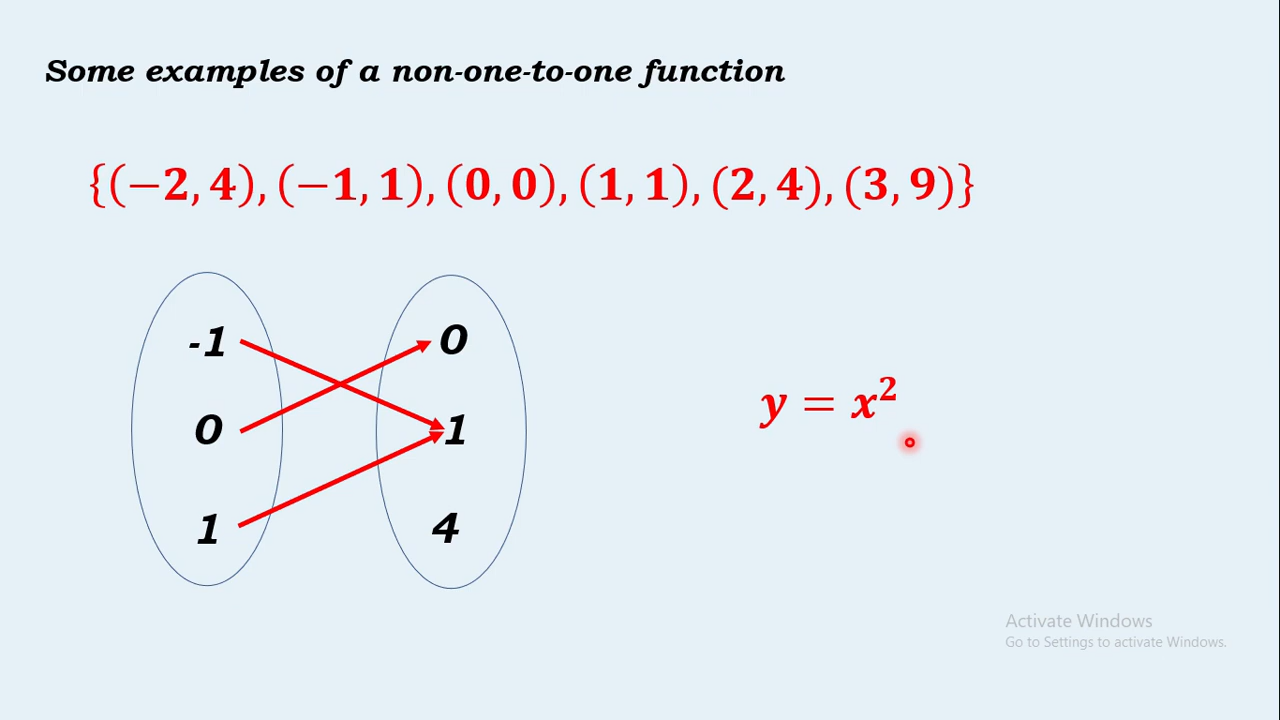 Some examples of a non-one-to-one function
{(−2, 4), (−1, 1), (0, 0), (1, 1), (2, 4), (3, 9)}
-1
0
1
0
1
4
y = x²
Activate Windows
Go to Settings to activate Windows.